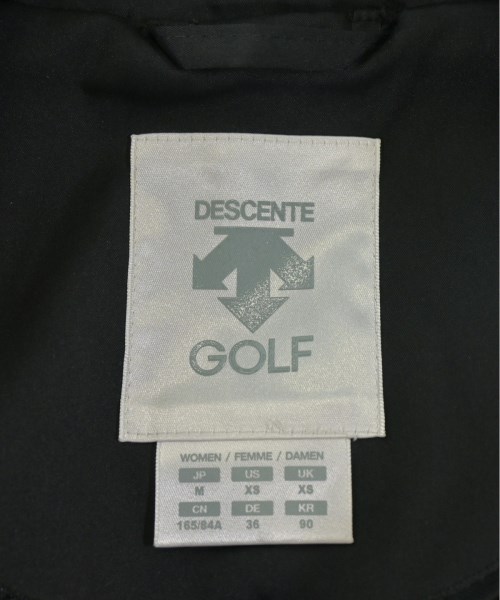 DESCENTE
GOLF
WOMEN / FEMME / DAMEN
JP US UK
M XS XS
CN DE KR
165/84A 36 90